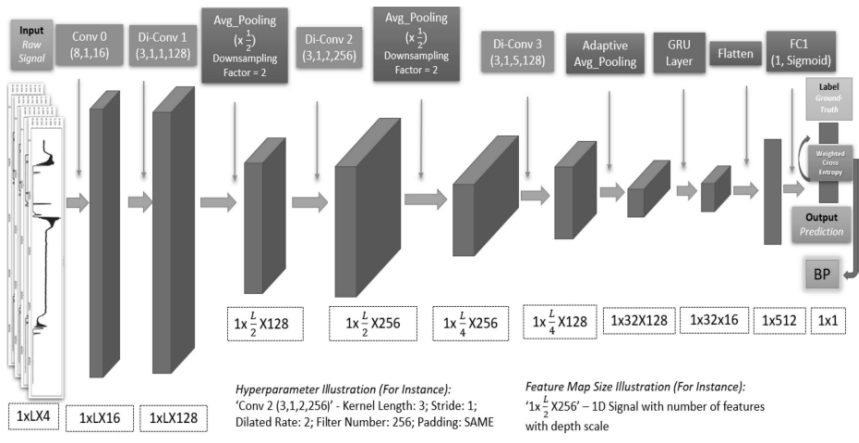 Input
Raw
Signal
Conv 0
(8,1,16)
Di-Conv 1
(3,1,1,128)
Avg_Pooling
(x 1/2)
Downsampling
Factor = 2
Di-Conv 2
(3,1,2,256)
Avg_Pooling
(x 1/2)
Downsampling
Factor = 2
Di-Conv 3
(3,1,5,128)
Adaptive
Avg_Pooling
GRU
Layer
Flatten
FC1
(1, Sigmoid)
Label
Ground-
Truth
Weighted
Cross
Entropy
Output
Prediction
BP
1xLX4
1xLX16
1xLX128
1x L/2 X128
1x L/2 X256
1x L/4 X256
1x L/4 X128
1x32X128
1x32x16
1x512
1x1
Hyperparameter Illustration (For Instance):
'Conv 2 (3,1,2,256)' - Kernel Length: 3; Stride: 1;
Dilated Rate: 2; Filter Number: 256; Padding: SAME
Feature Map Size Illustration (For Instance):
'1x L/2 X256' – 1D Signal with number of features
with depth scale